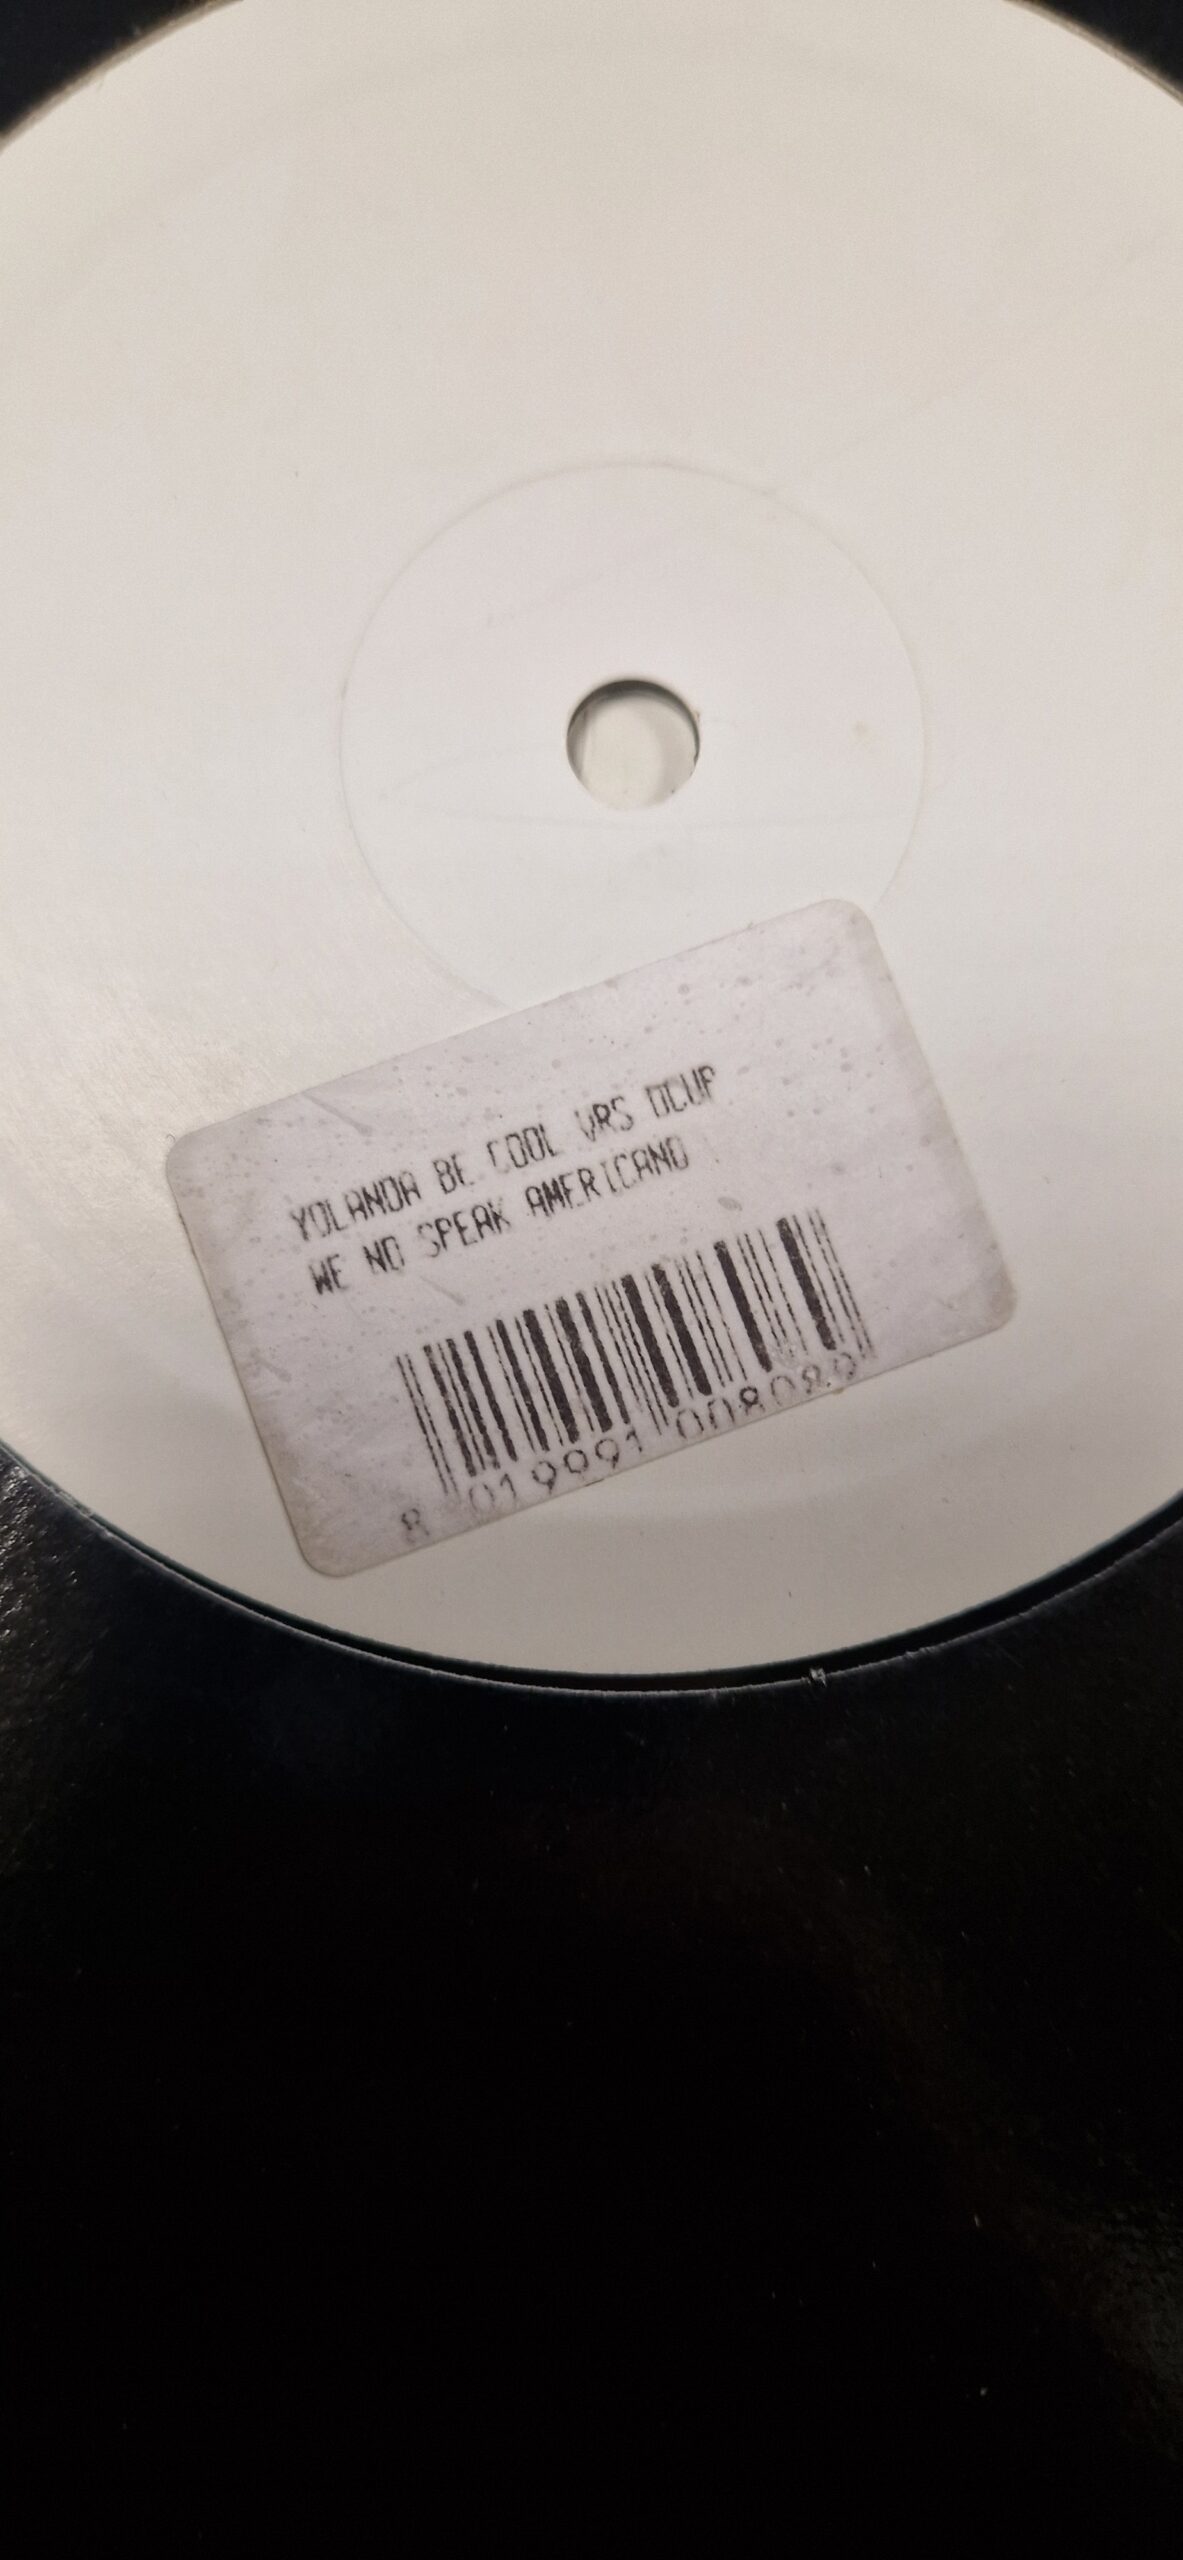 YOLANDA BE COOL VRS DCUP
WE NO SPEAK AMERICANO
8 019991 008089